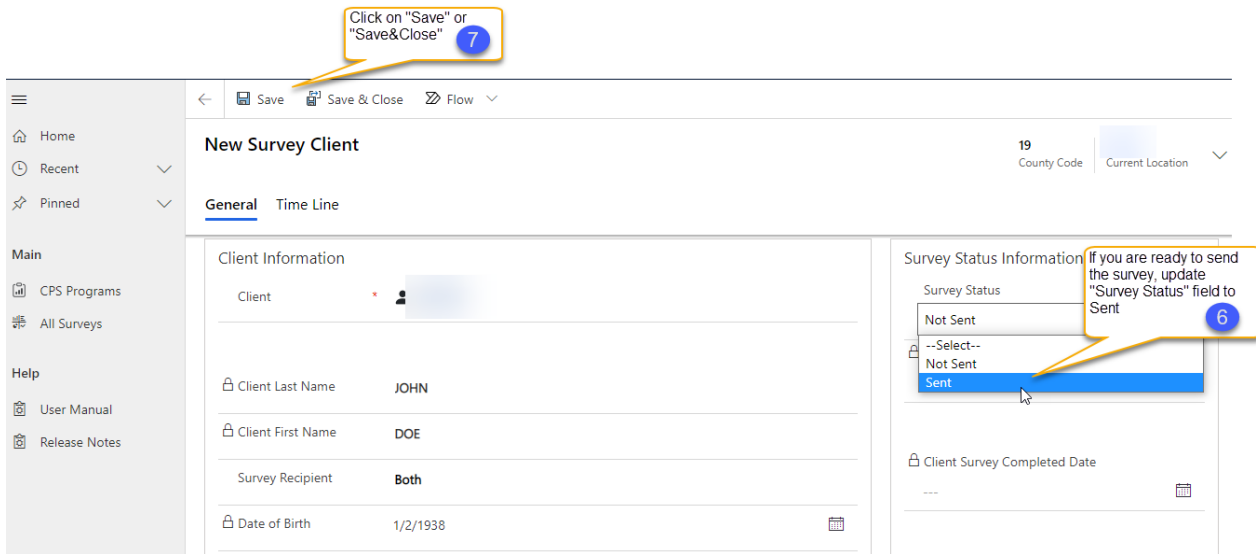 Click on "Save" or
"Save&Close"
7
Save
Save & Close
Flow
Home
Recent
Pinned
Main
CPS Programs
All Surveys
Help
User Manual
Release Notes
New Survey Client
19
County Code
Current Location
General
Time Line
Client Information
Client
*
Client Last Name
JOHN
Client First Name
DOE
Survey Recipient
Both
Date of Birth
1/2/1938
Survey Status Information
Survey Status
Not Sent
--Select--
Not Sent
Sent
If you are ready to send
the survey, update
"Survey Status" field to
Sent
6
Client Survey Completed Date
---